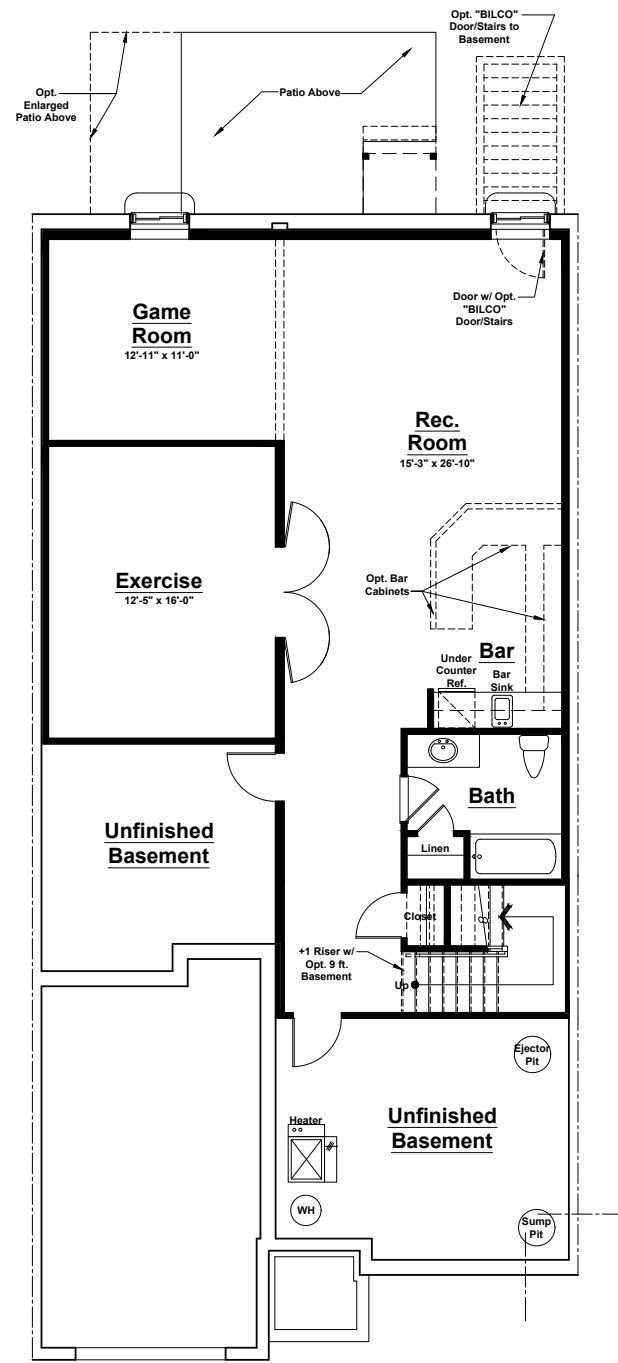 Opt. "BILCO"
Door/Stairs to
Basement
Opt.
Enlarged
Patio Above
Patio Above
Door w/ Opt.
"BILCO"
Door/Stairs
Game
Room
12'-11" x 11'-0"
Rec.
Room
15'-3" x 26'-10"
Exercise
12'-5" x 16'-0"
Opt. Bar
Cabinets
Bar
Under
Counter
Ref.
Bar
Sink
Bath
Linen
Unfinished
Basement
Closet
+1 Riser w/
Opt. 9 ft.
Basement
Up
Ejector
Pit
Heater
Unfinished
Basement
WH
Sump
Pit